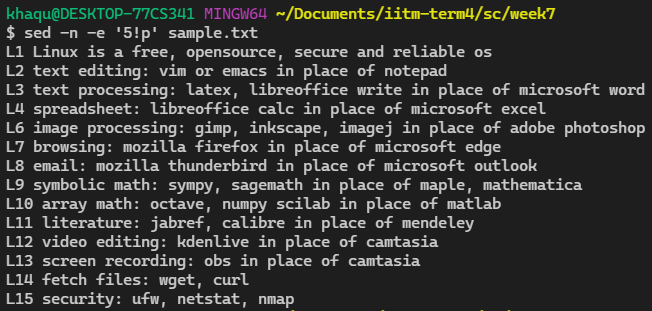 khaqu@DESKTOP-77CS341 MINGW64 ~/Documents/iitm-term4/sc/week7
$ sed -n -e '5!p' sample.txt
L1 Linux is a free, opensource, secure and reliable os
L2 text editing: vim or emacs in place of notepad
L3 text processing: latex, libreoffice write in place of microsoft word
L4 spreadsheet: libreoffice calc in place of microsoft excel
L6 image processing: gimp, inkscape, imagej in place of adobe photoshop
L7 browsing: mozilla firefox in place of microsoft edge
L8 email: mozilla thunderbird in place of microsoft outlook
L9 symbolic math: sympy, sagemath in place of maple, mathematica
L10 array math: octave, numpy scilab in place of matlab
L11 literature: jabref, calibre in place of mendeley
L12 video editing: kdenlive in place of camtasia
L13 screen recording: obs in place of camtasia
L14 fetch files: wget, curl
L15 security: ufw, netstat, nmap